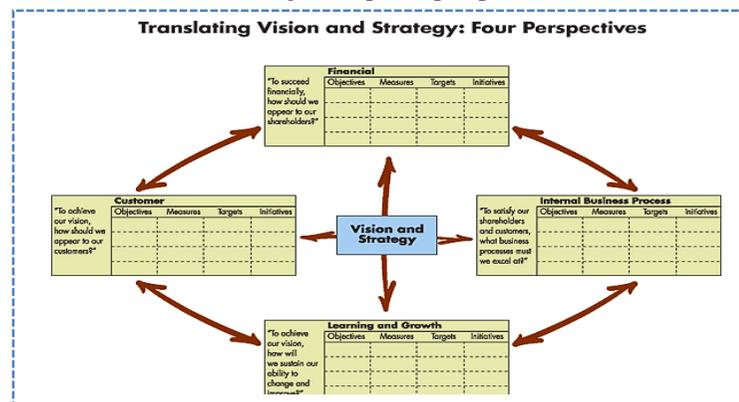 Translating Vision and Strategy: Four Perspectives
Financial
"To succeed
financially,
how should we
appear to our
shareholders?"
Objectives Measures Targets Initiatives
Customer
"To achieve
our vision,
how should we
appear to our
customers?"
Objectives Measures Targets Initiatives
Vision and
Strategy
Internal Business Process
"To satisfy our
shareholders
and customers,
what business
processes must
we excel at?"
Objectives Measures Targets Initiatives
Learning and Growth
"To achieve
our vision,
how will
we sustain our
ability to
change and
improve?"
Objectives Measures Targets Initiatives